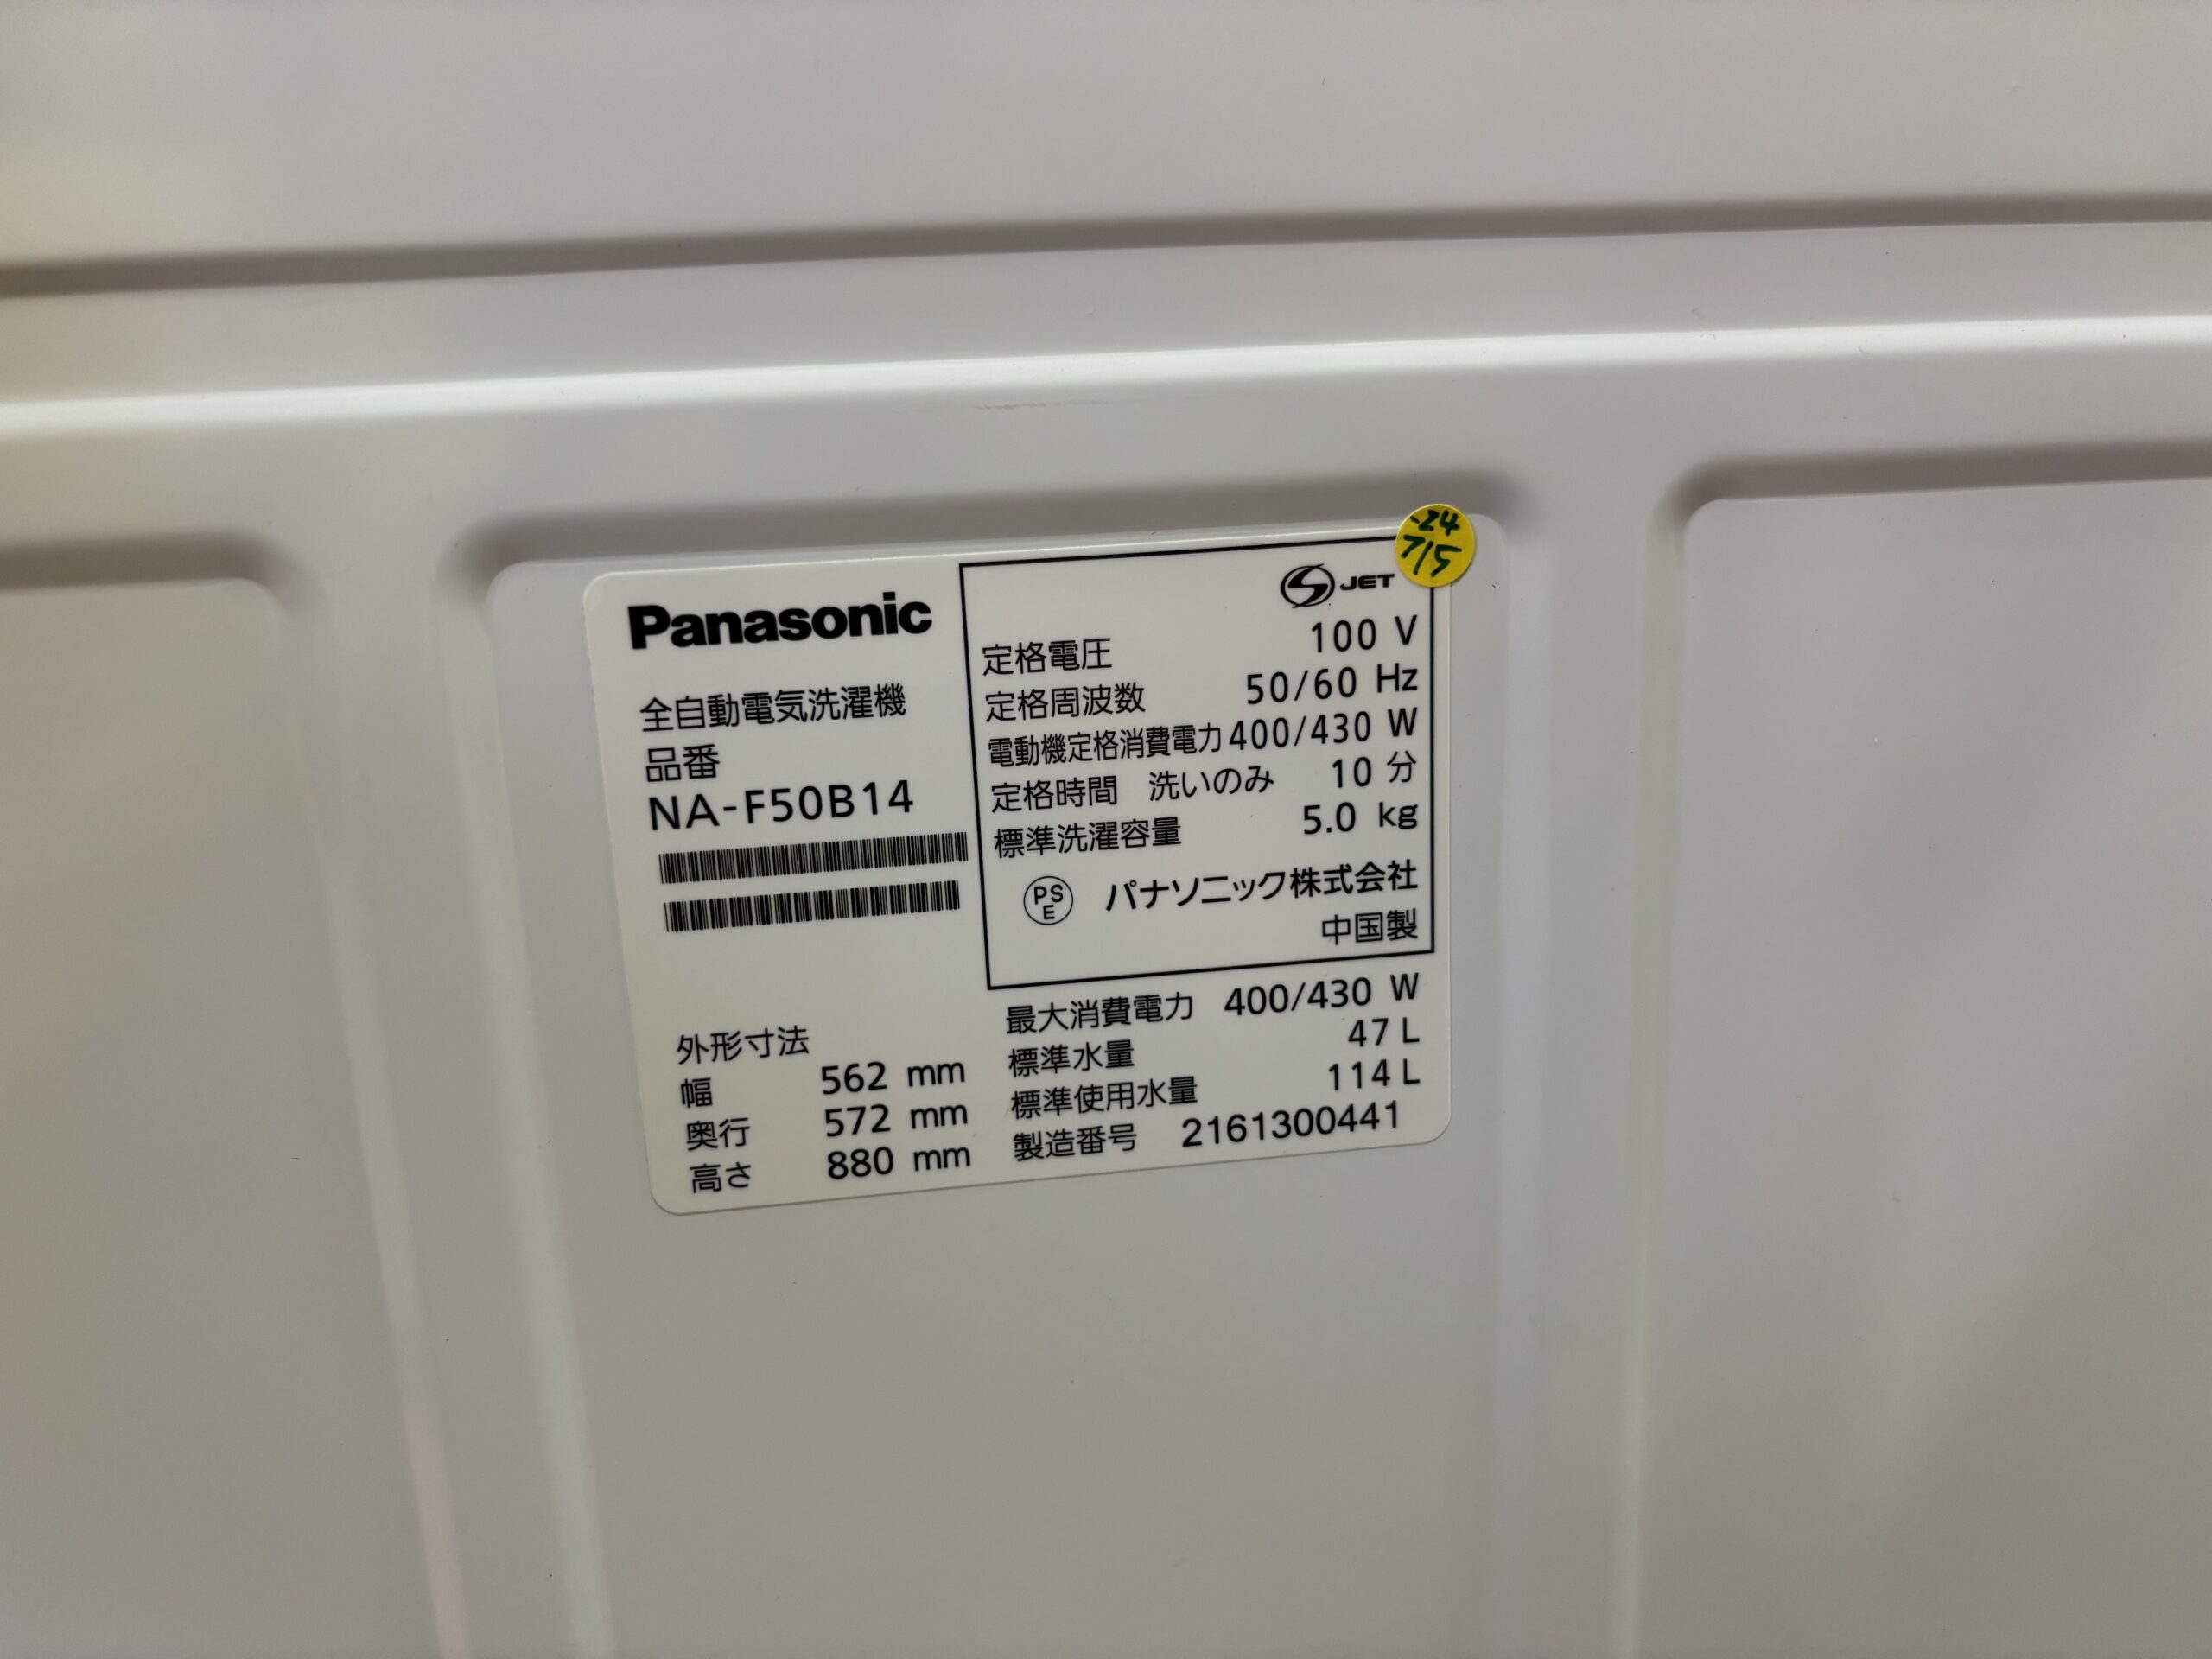 -24
7/5
Panasonic
全自動電気洗濯機
品番
NA-F50B14
S JET
定格電圧 100 V
定格周波数 50/60 Hz
電動機定格消費電力 400/430 W
定格時間 洗いのみ 10 分
標準洗濯容量 5.0 kg
PS
E
パナソニック株式会社
中国製
外形寸法
幅 562 mm
奥行 572 mm
高さ 880 mm
最大消費電力 400/430 W
標準水量 47 L
標準使用水量 114 L
製造番号 2161300441